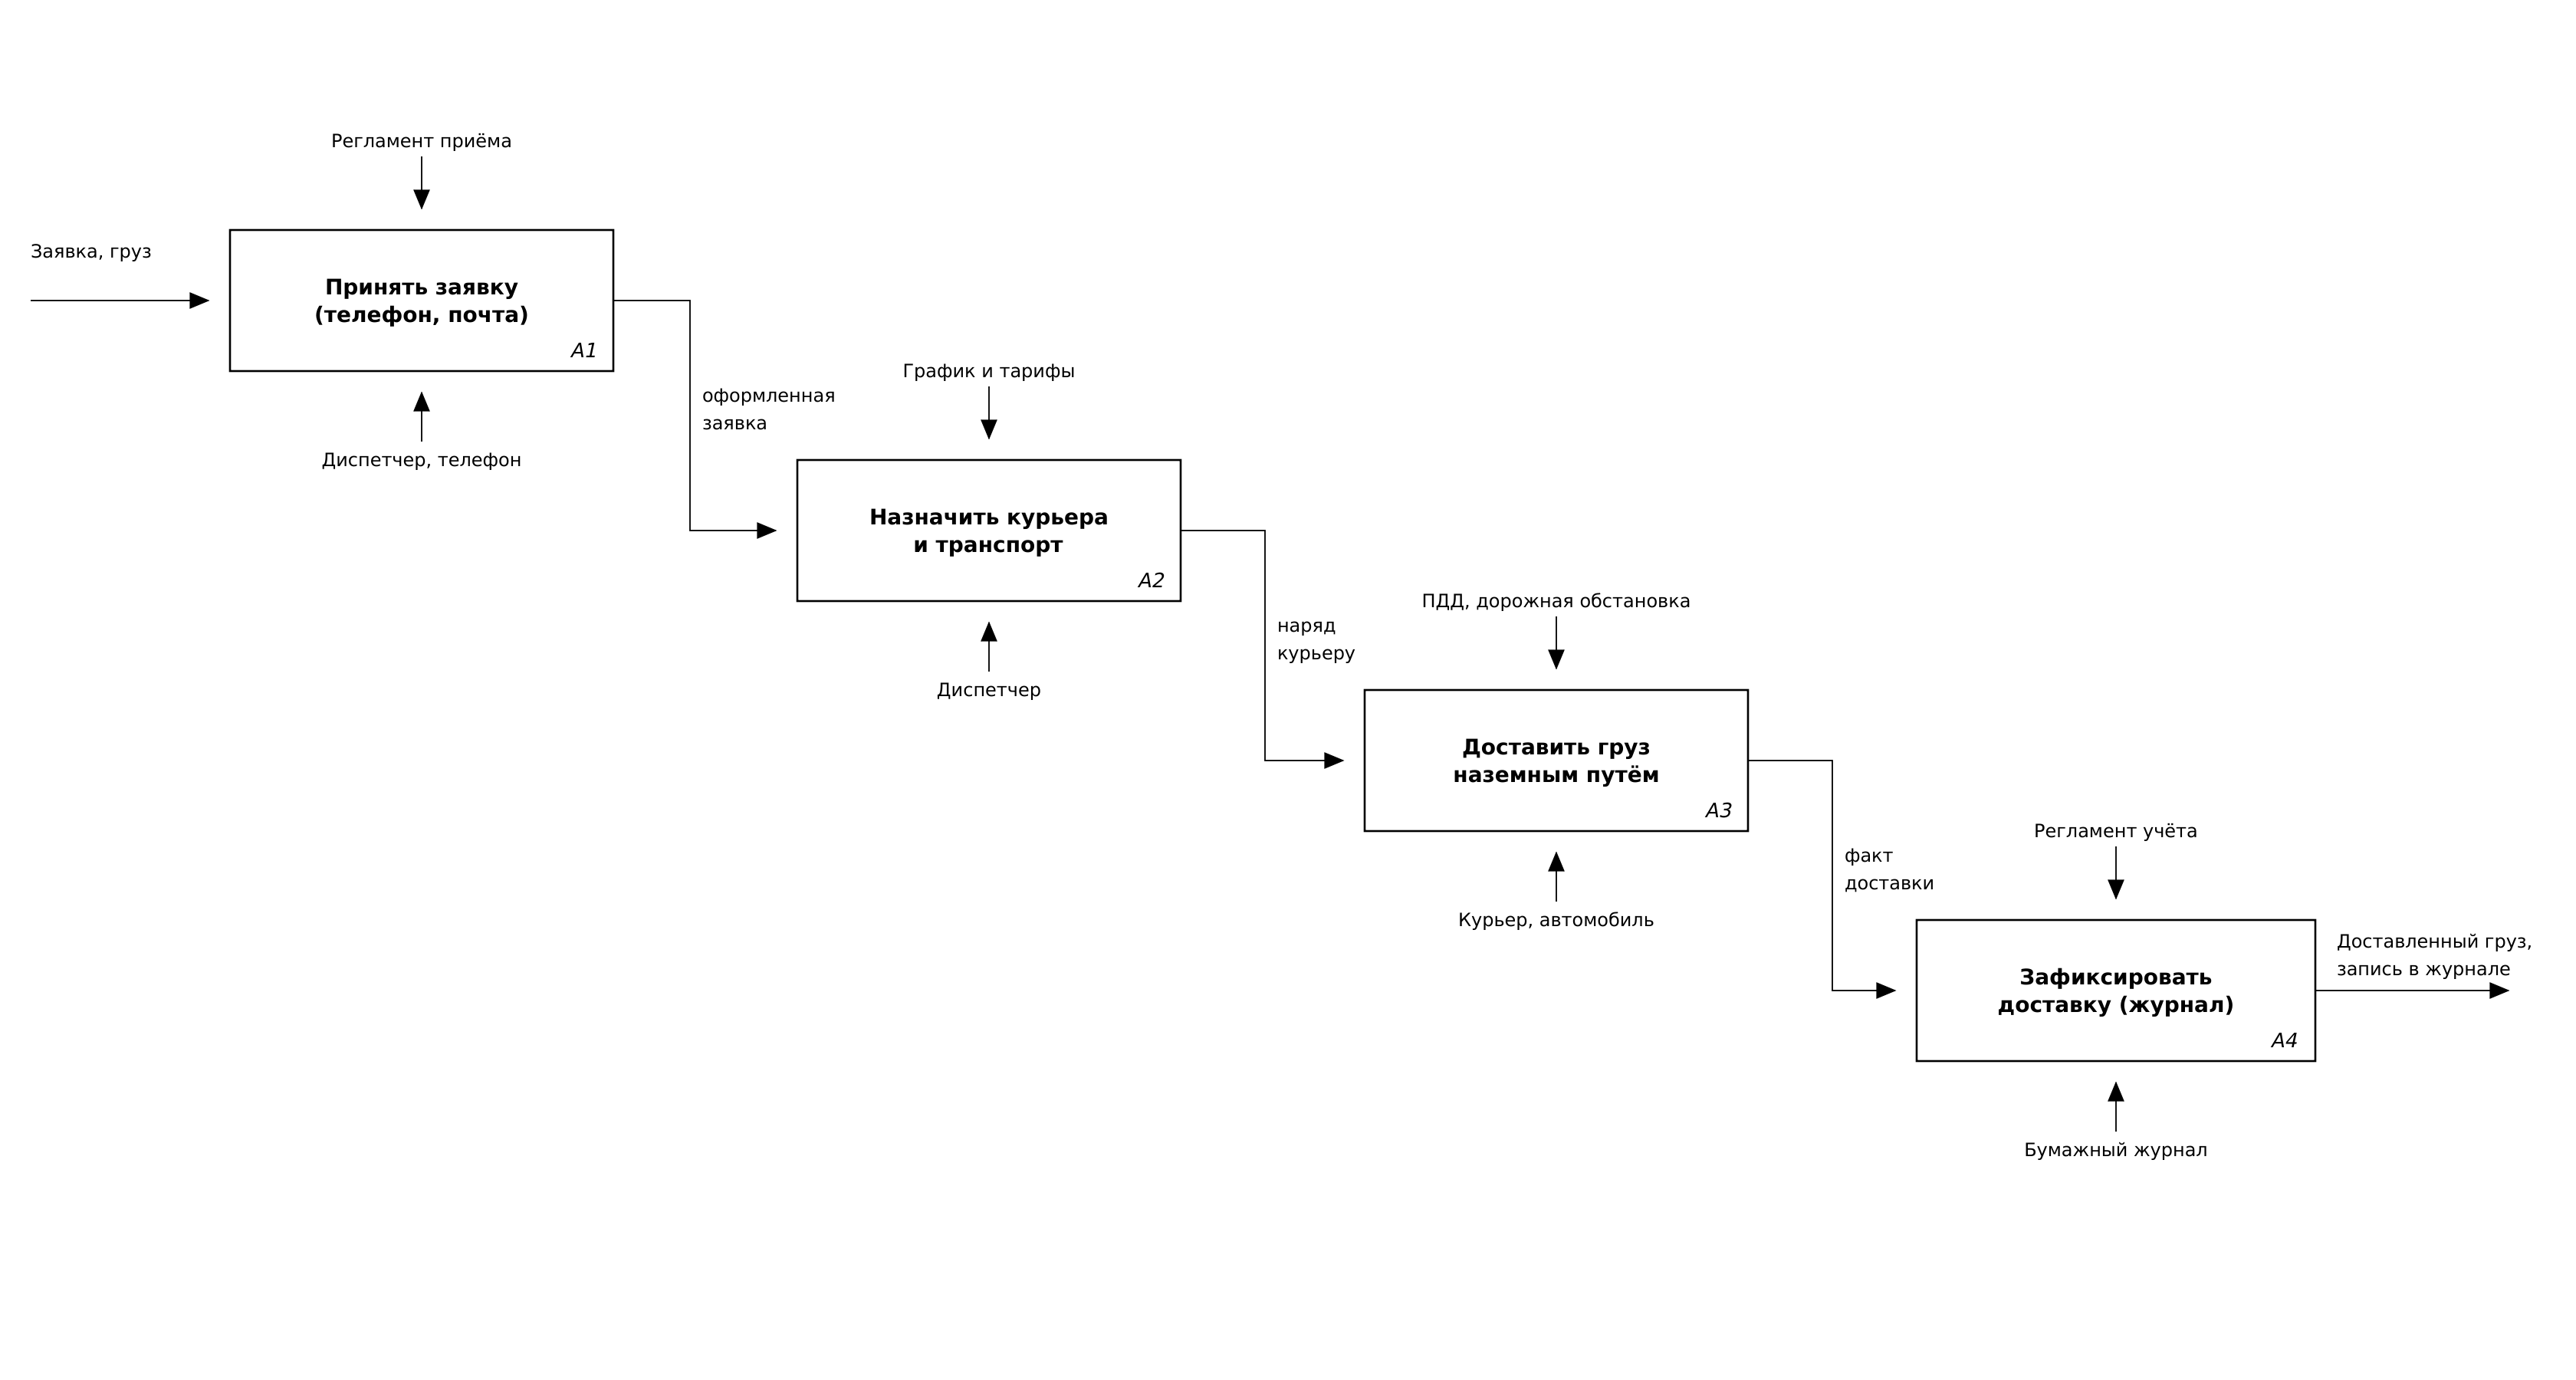 Регламент приёма
Заявка, груз
Принять заявку
(телефон, почта)
A1
Диспетчер, телефон
оформленная
заявка
График и тарифы
Назначить курьера
и транспорт
A2
Диспетчер
наряд
курьеру
ПДД, дорожная обстановка
Доставить груз
наземным путём
A3
Курьер, автомобиль
факт
доставки
Регламент учёта
Зафиксировать
доставку (журнал)
A4
Бумажный журнал
Доставленный груз,
запись в журнале